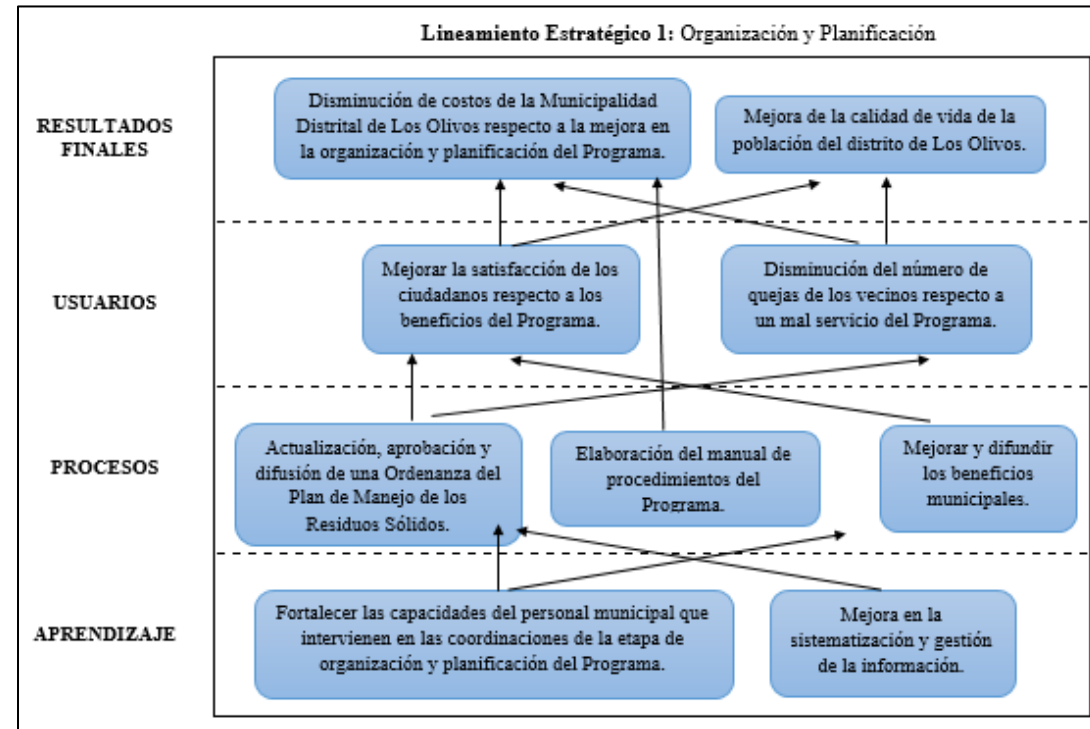 Lineamiento Estratégico 1: Organización y Planificación
RESULTADOS
FINALES
Disminución de costos de la Municipalidad
Distrital de Los Olivos respecto a la mejora en
la organización y planificación del Programa.
Mejora de la calidad de vida de la
población del distrito de Los Olivos.
USUARIOS
Mejorar la satisfacción de los
ciudadanos respecto a los
beneficios del Programa.
Disminución del número de
quejas de los vecinos respecto a
un mal servicio del Programa.
PROCESOS
Actualización, aprobación y
difusión de una Ordenanza del
Plan de Manejo de los
Residuos Sólidos.
Elaboración del manual de
procedimientos del
Programa.
Mejorar y difundir
los beneficios
municipales.
APRENDIZAJE
Fortalecer las capacidades del personal municipal que
intervienen en las coordinaciones de la etapa de
organización y planificación del Programa.
Mejora en la
sistematización y gestión
de la información.